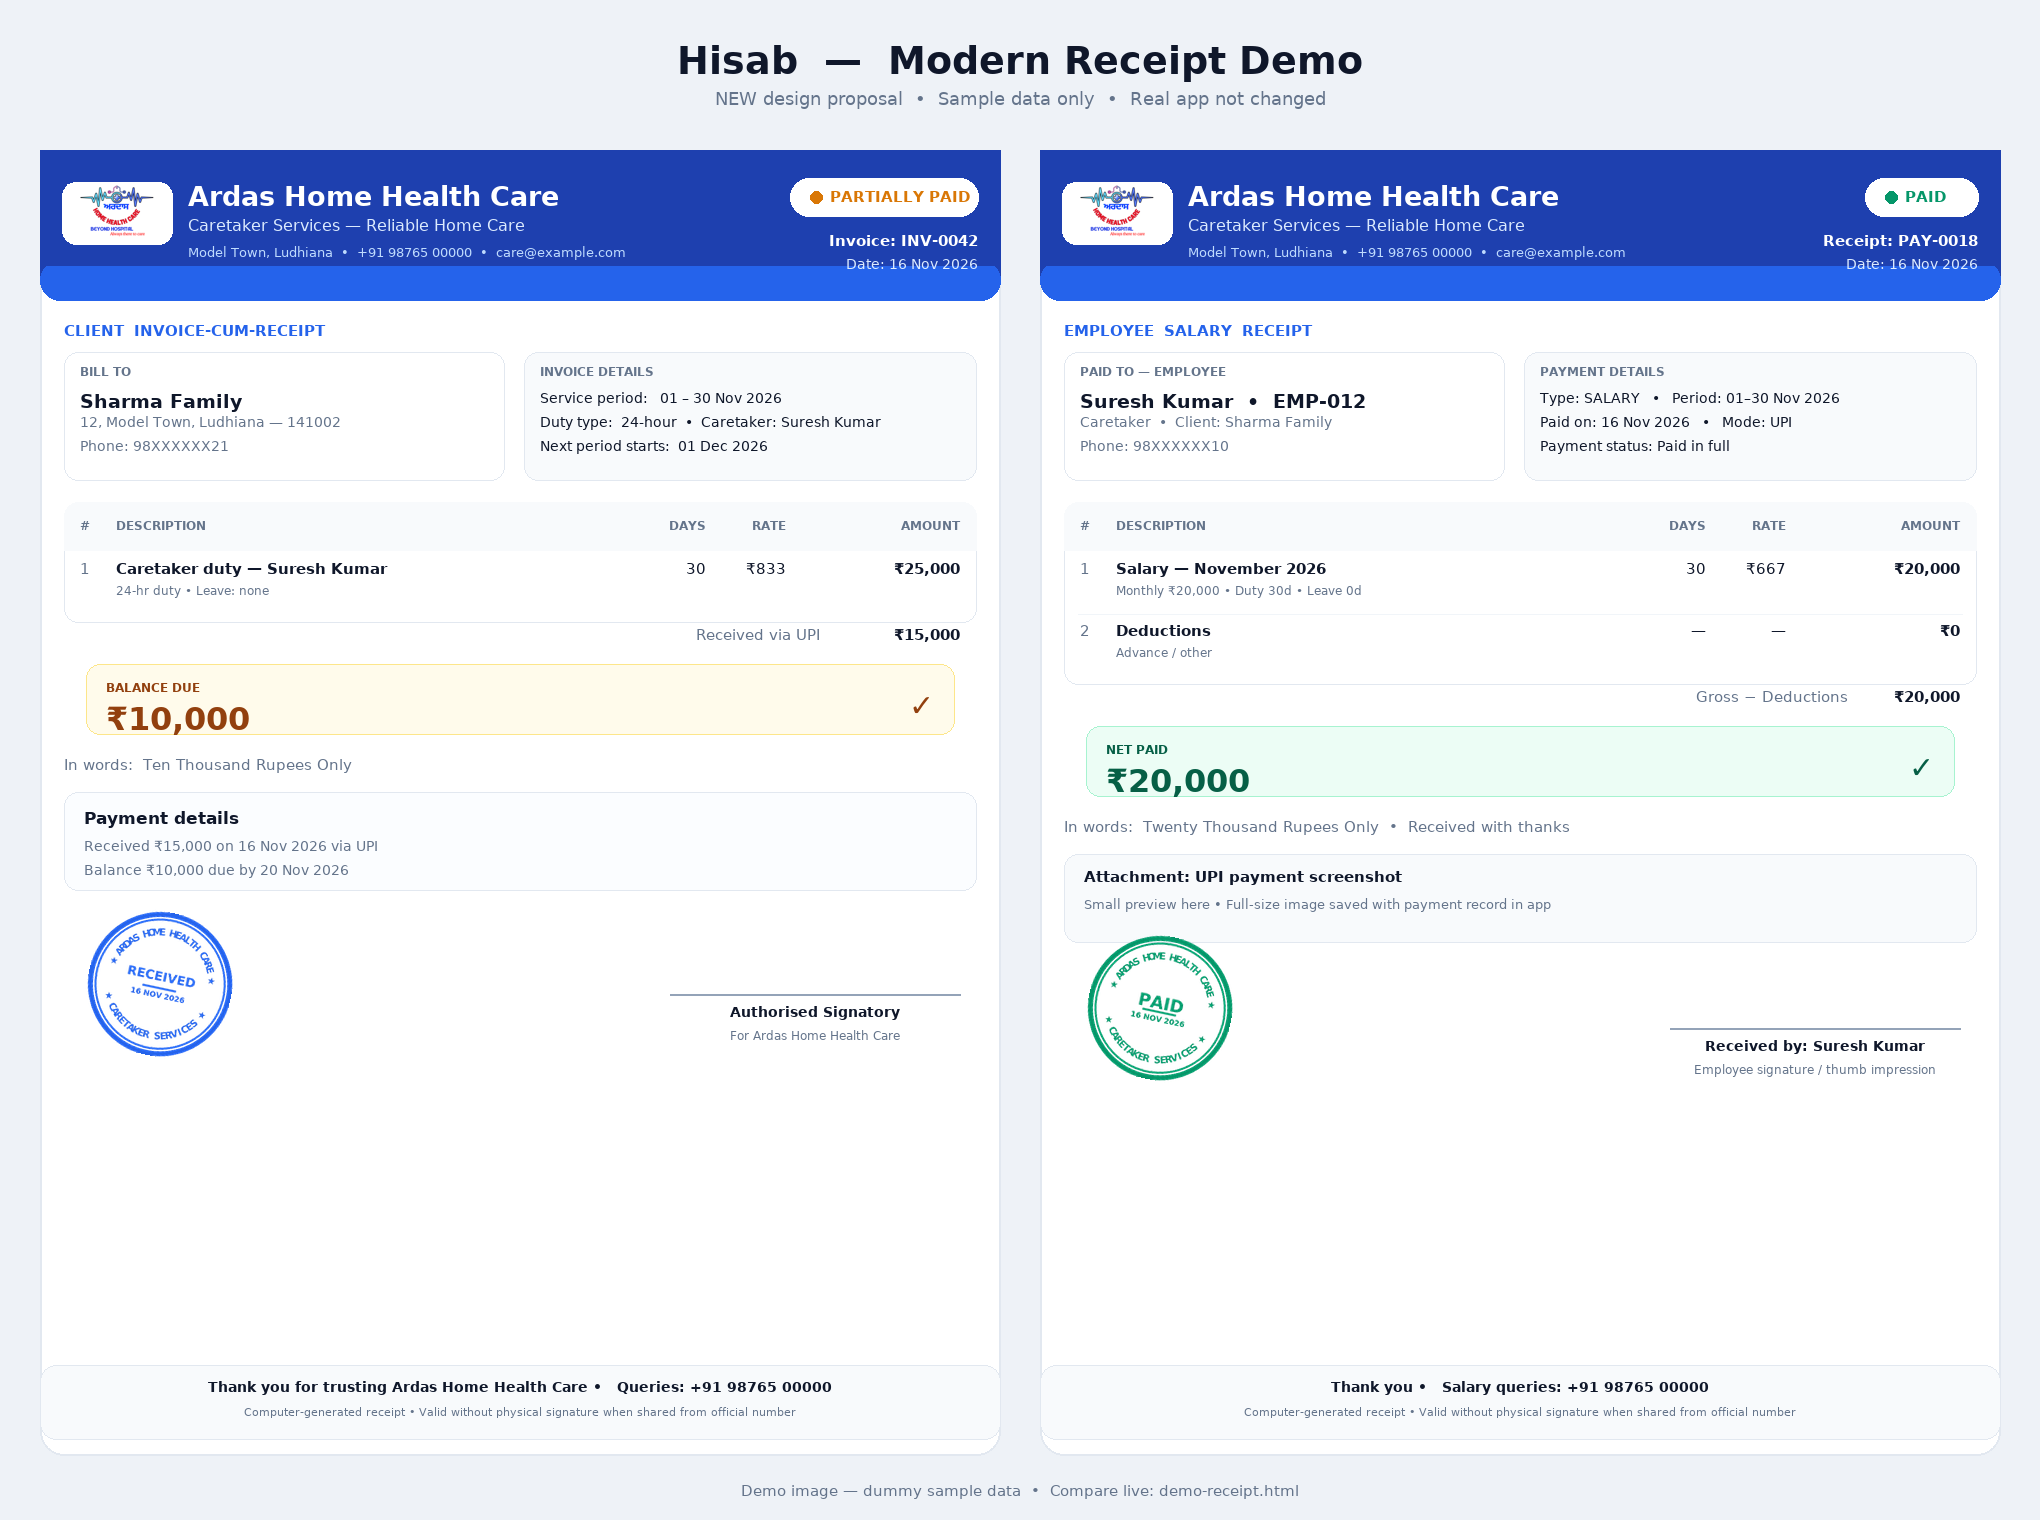 Hisab — Modern Receipt Demo
NEW design proposal • Sample data only • Real app not changed
ਅਰਦਾਸ
HOME HEALTH CARE
BEYOND HOSPITAL
Ardas Home Health Care
Caretaker Services — Reliable Home Care
Model Town, Ludhiana • +91 98765 00000 • care@example.com
PARTIALLY PAID
Invoice: INV-0042
Date: 16 Nov 2026
CLIENT INVOICE-CUM-RECEIPT
BILL TO
Sharma Family
12, Model Town, Ludhiana — 141002
Phone: 98XXXXXX21
INVOICE DETAILS
Service period: 01 – 30 Nov 2026
Duty type: 24-hour • Caretaker: Suresh Kumar
Next period starts: 01 Dec 2026
# DESCRIPTION DAYS RATE AMOUNT
1 Caretaker duty — Suresh Kumar 30 ₹833 ₹25,000
24-hr duty • Leave: none
Received via UPI ₹15,000
BALANCE DUE
₹10,000 ✓
In words: Ten Thousand Rupees Only
Payment details
Received ₹15,000 on 16 Nov 2026 via UPI
Balance ₹10,000 due by 20 Nov 2026
★ ARDAS HOME HEALTH CARE ★
RECEIVED
16 NOV 2026
★ CARETAKER SERVICES ★
Authorised Signatory
For Ardas Home Health Care
Thank you for trusting Ardas Home Health Care • Queries: +91 98765 00000
Computer-generated receipt • Valid without physical signature when shared from official number
ਅਰਦਾਸ
HOME HEALTH CARE
BEYOND HOSPITAL
Ardas Home Health Care
Caretaker Services — Reliable Home Care
Model Town, Ludhiana • +91 98765 00000 • care@example.com
PAID
Receipt: PAY-0018
Date: 16 Nov 2026
EMPLOYEE SALARY RECEIPT
PAID TO — EMPLOYEE
Suresh Kumar • EMP-012
Caretaker • Client: Sharma Family
Phone: 98XXXXXX10
PAYMENT DETAILS
Type: SALARY • Period: 01–30 Nov 2026
Paid on: 16 Nov 2026 • Mode: UPI
Payment status: Paid in full
# DESCRIPTION DAYS RATE AMOUNT
1 Salary — November 2026 30 ₹667 ₹20,000
Monthly ₹20,000 • Duty 30d • Leave 0d
2 Deductions — — ₹0
Advance / other
Gross − Deductions ₹20,000
NET PAID
₹20,000 ✓
In words: Twenty Thousand Rupees Only • Received with thanks
Attachment: UPI payment screenshot
Small preview here • Full-size image saved with payment record in app
★ ARDAS HOME HEALTH CARE ★
PAID
16 NOV 2026
★ CARETAKER SERVICES ★
Received by: Suresh Kumar
Employee signature / thumb impression
Thank you • Salary queries: +91 98765 00000
Computer-generated receipt • Valid without physical signature when shared from official number
Demo image — dummy sample data • Compare live: demo-receipt.html